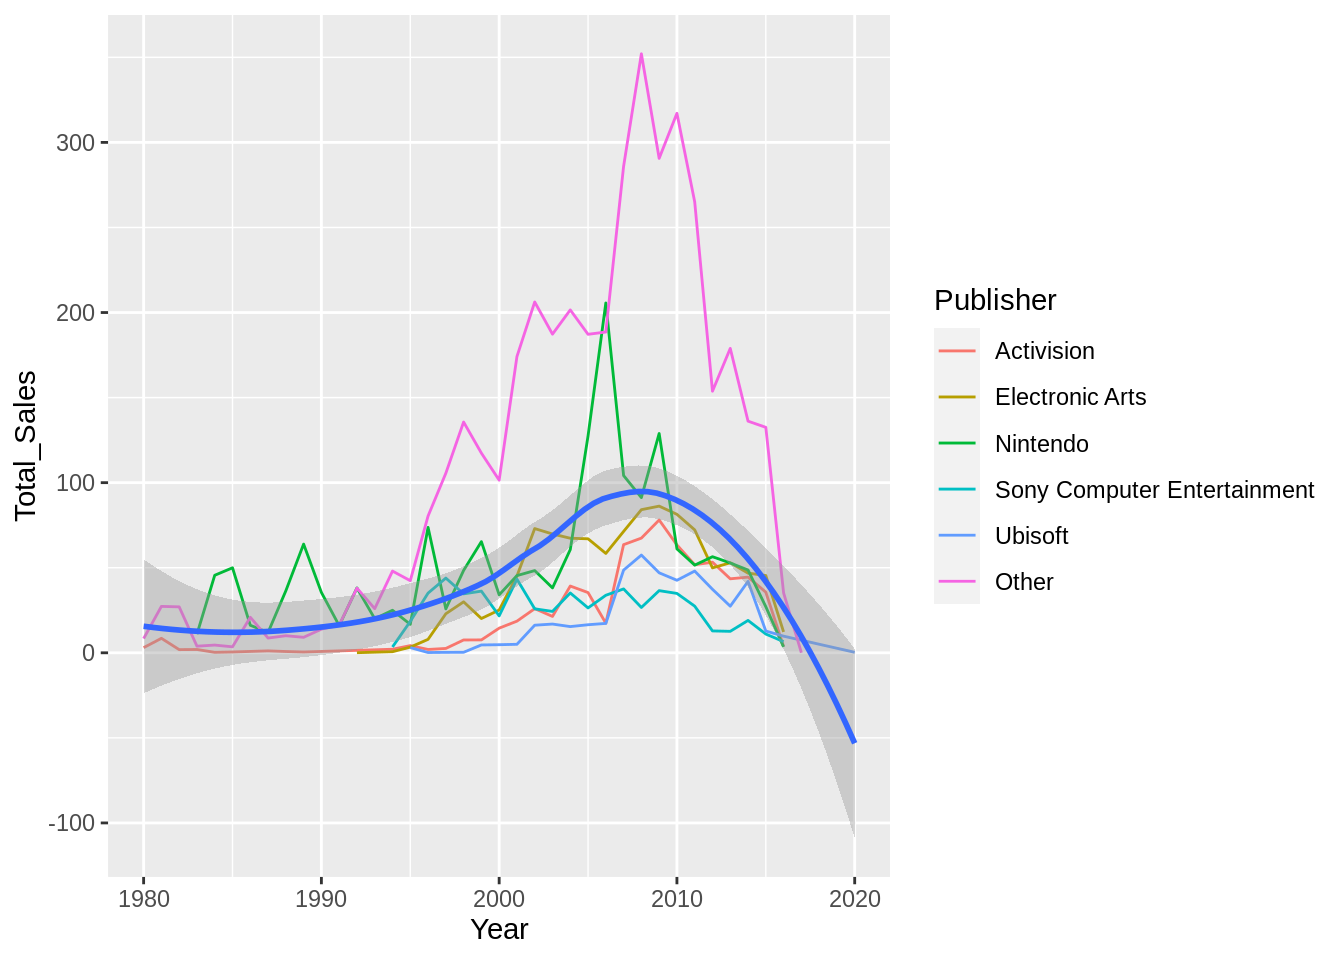 Total_Sales
300
200
100
0
-100
1980 1990 2000 2010 2020
Year
Publisher
Activision
Electronic Arts
Nintendo
Sony Computer Entertainment
Ubisoft
Other